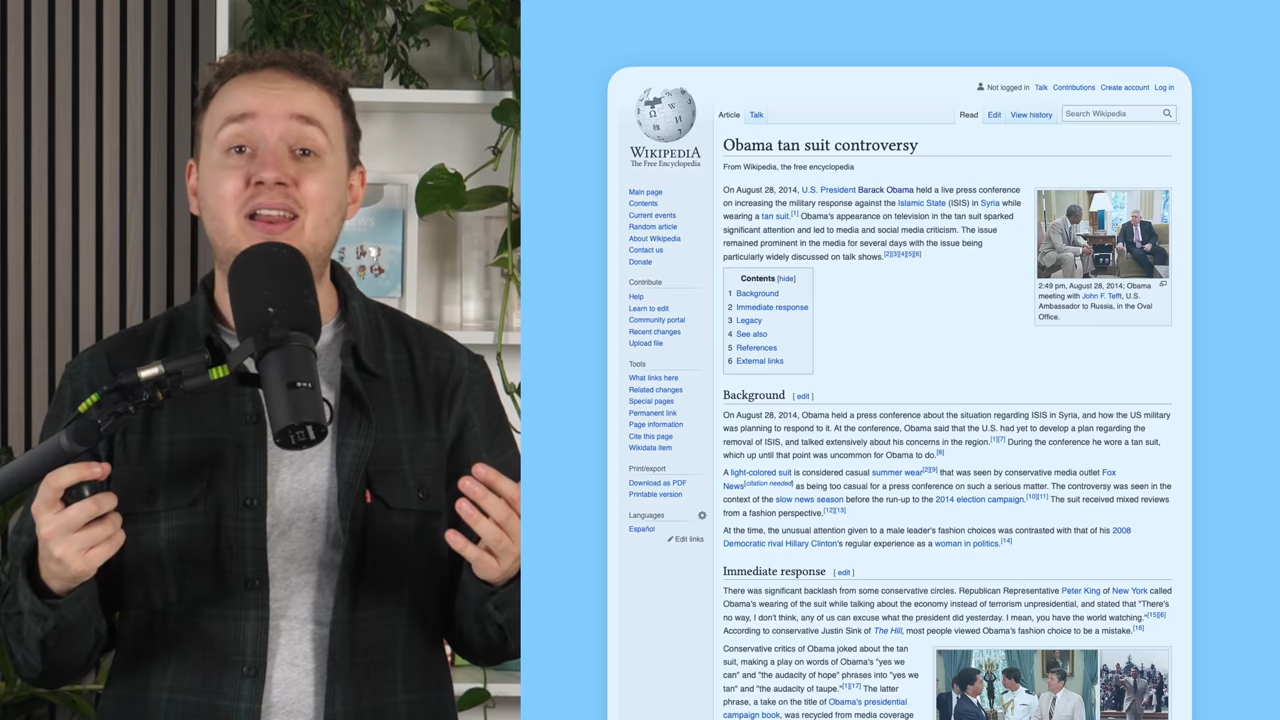 Not logged in Talk Contributions Create account Log in
Article Talk Read Edit View history Search Wikipedia
WIKIPEDIA
The Free Encyclopedia
Main page
Contents
Current events
Random article
About Wikipedia
Contact us
Donate
Contribute
Help
Learn to edit
Community portal
Recent changes
Upload file
Tools
What links here
Related changes
Special pages
Permanent link
Page information
Cite this page
Wikidata item
Print/export
Download as PDF
Printable version
Languages
Español
Edit links
Obama tan suit controversy
From Wikipedia, the free encyclopedia
On August 28, 2014, U.S. President Barack Obama held a live press conference
on increasing the military response against the Islamic State (ISIS) in Syria while
wearing a tan suit.[1] Obama's appearance on television in the tan suit sparked
significant attention and led to media and social media criticism. The issue
remained prominent in the media for several days with the issue being
particularly widely discussed on talk shows.[2][3][4][5][6]
2:49 pm, August 28, 2014; Obama
meeting with John F. Tefft, U.S.
Ambassador to Russia, in the Oval
Office.
Contents [hide]
1 Background
2 Immediate response
3 Legacy
4 See also
5 References
6 External links
Background [ edit ]
On August 28, 2014, Obama held a press conference about the situation regarding ISIS in Syria, and how the US military
was planning to respond to it. At the conference, Obama said that the U.S. had yet to develop a plan regarding the
removal of ISIS, and talked extensively about his concerns in the region.[1][7] During the conference he wore a tan suit,
which up until that point was uncommon for Obama to do.[8]
A light-colored suit is considered casual summer wear[2][9] that was seen by conservative media outlet Fox
News[citation needed] as being too casual for a press conference on such a serious matter. The controversy was seen in the
context of the slow news season before the run-up to the 2014 election campaign.[10][11] The suit received mixed reviews
from a fashion perspective.[12][13]
At the time, the unusual attention given to a male leader's fashion choices was contrasted with that of his 2008
Democratic rival Hillary Clinton's regular experience as a woman in politics.[14]
Immediate response [ edit ]
There was significant backlash from some conservative circles. Republican Representative Peter King of New York called
Obama's wearing of the suit while talking about the economy instead of terrorism unpresidential, and stated that "There's
no way, I don't think, any of us can excuse what the president did yesterday. I mean, you have the world watching."[15][6]
According to conservative Justin Sink of The Hill, most people viewed Obama's fashion choice to be a mistake.[16]
Conservative critics of Obama joked about the tan
suit, making a play on words of Obama's "yes we
can" and "the audacity of hope" phrases into "yes we
tan" and "the audacity of taupe."[1][17] The latter
phrase, a take on the title of Obama's presidential
campaign book, was recycled from media coverage